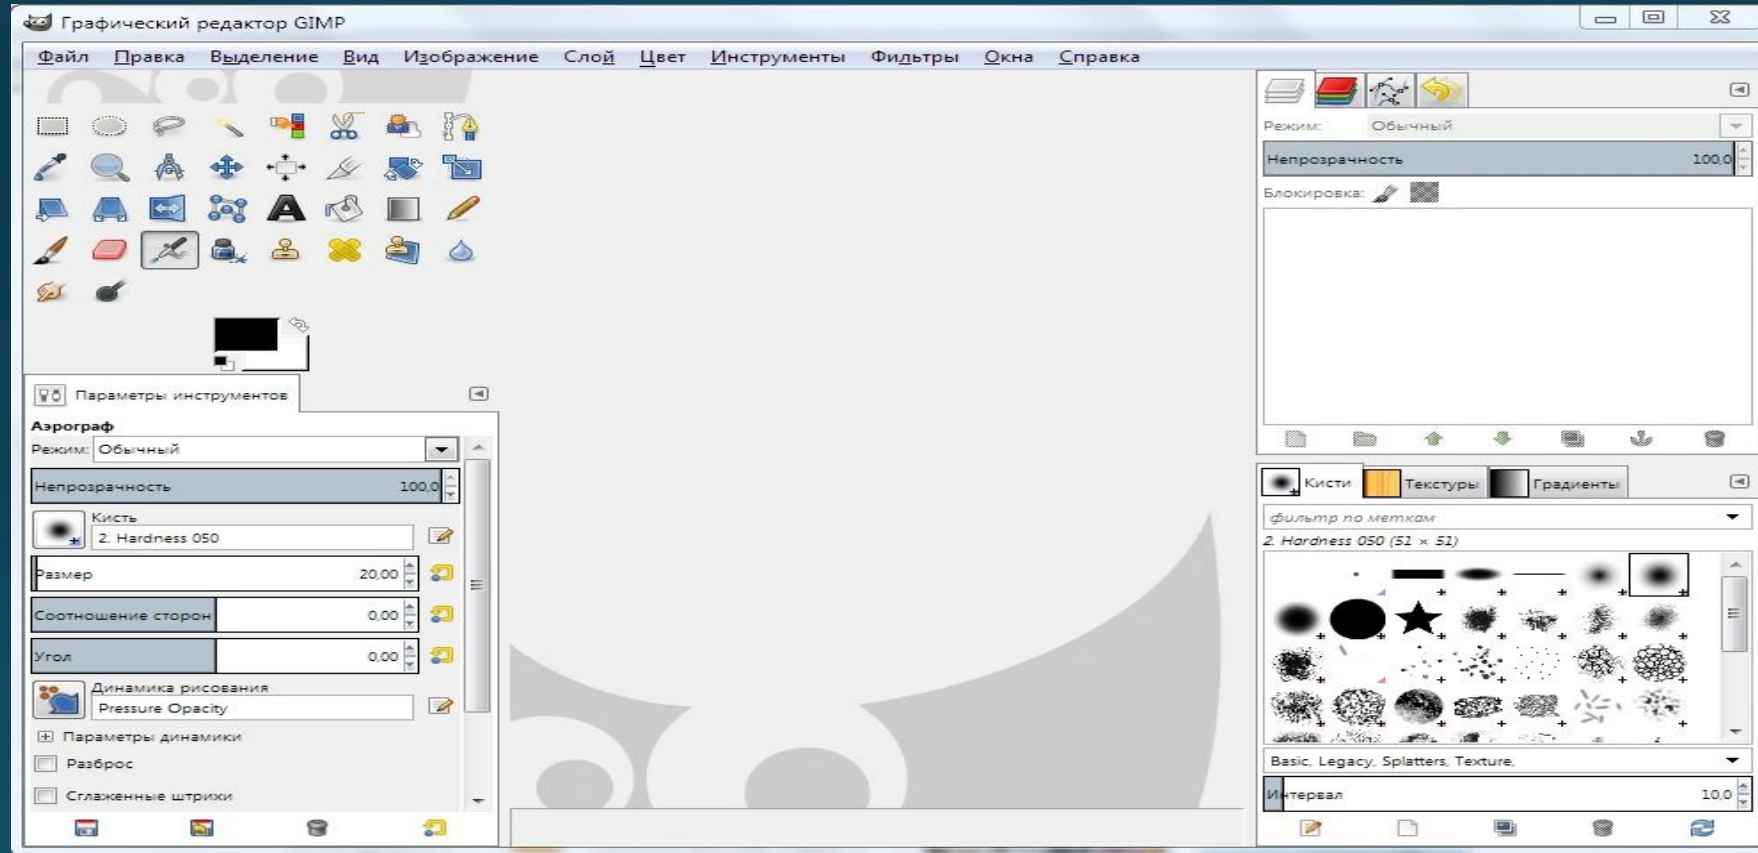 Графический редактор GIMP
Файл Правка Выделение Вид Изображение Слой Цвет Инструменты Фильтры Окна Справка
Параметры инструментов
Аэрограф
Режим: Обычный
Непрозрачность 100,0
Кисть
2. Hardness 050
Размер 20,00
Соотношение сторон 0,00
Угол 0,00
Динамика рисования
Pressure Opacity
Параметры динамики
Разброс
Сглаженные штрихи
Режим: Обычный
Непрозрачность 100,0
Блокировка:
Кисти Текстуры Градиенты
фильтр по меткам
2. Hardness 050 (51 × 51)
Basic, Legacy, Splatters, Texture,
Интервал 10,0